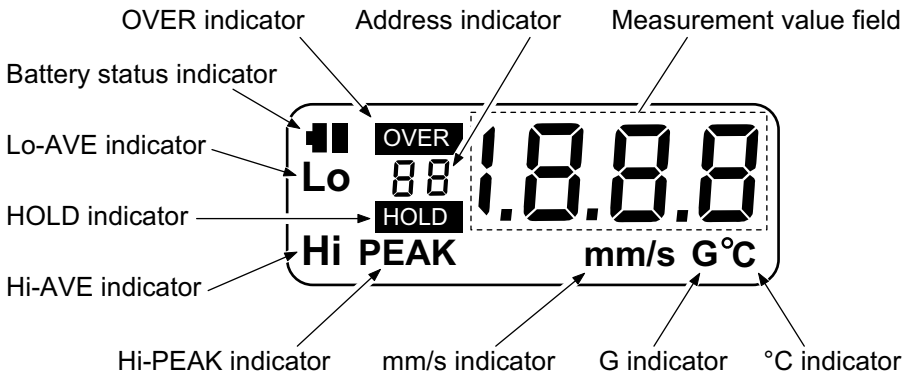 OVER indicator
Address indicator
Measurement value field
Battery status indicator
Lo-AVE indicator
HOLD indicator
Hi-AVE indicator
OVER
Lo
88
1.8.8.8
HOLD
Hi PEAK
mm/s G°C
Hi-PEAK indicator
mm/s indicator
G indicator
°C indicator